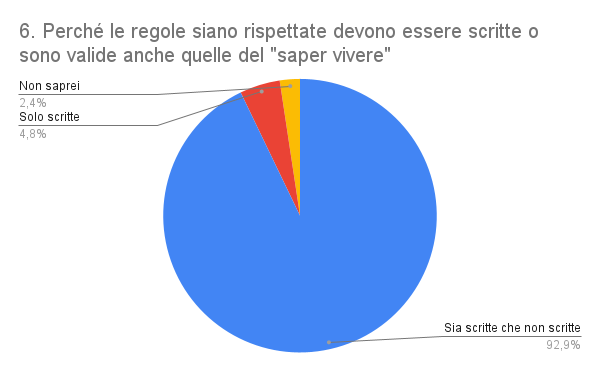 6. Perché le regole siano rispettate devono essere scritte o
sono valide anche quelle del "saper vivere"
Non saprei
2,4%
Solo scritte
4,8%
Sia scritte che non scritte
92,9%